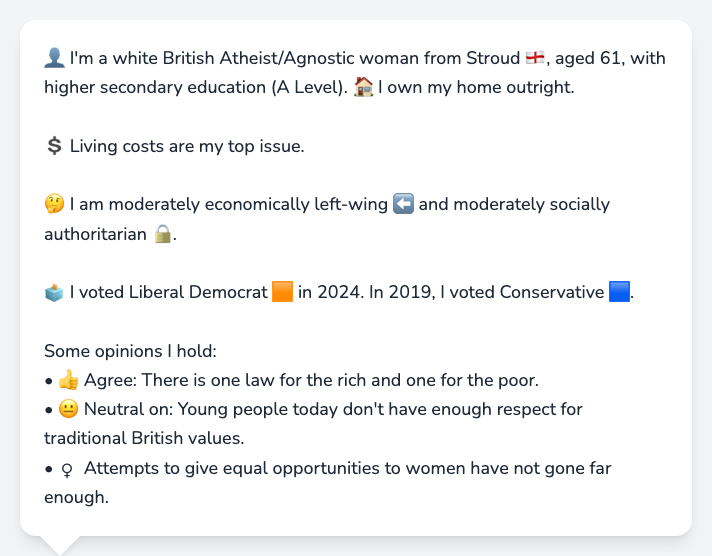 👤 I'm a white British Atheist/Agnostic woman from Stroud 🏴󠁧󠁢󠁥󠁮󠁧󠁿, aged 61, with
higher secondary education (A Level). 🏠 I own my home outright.
💲 Living costs are my top issue.
🤔 I am moderately economically left-wing ⬅️ and moderately socially
authoritarian 🔒.
🗳️ I voted Liberal Democrat 🟧 in 2024. In 2019, I voted Conservative 🟦.
Some opinions I hold:
• 👍 Agree: There is one law for the rich and one for the poor.
• 😐 Neutral on: Young people today don't have enough respect for
traditional British values.
• ♀ Attempts to give equal opportunities to women have not gone far
enough.